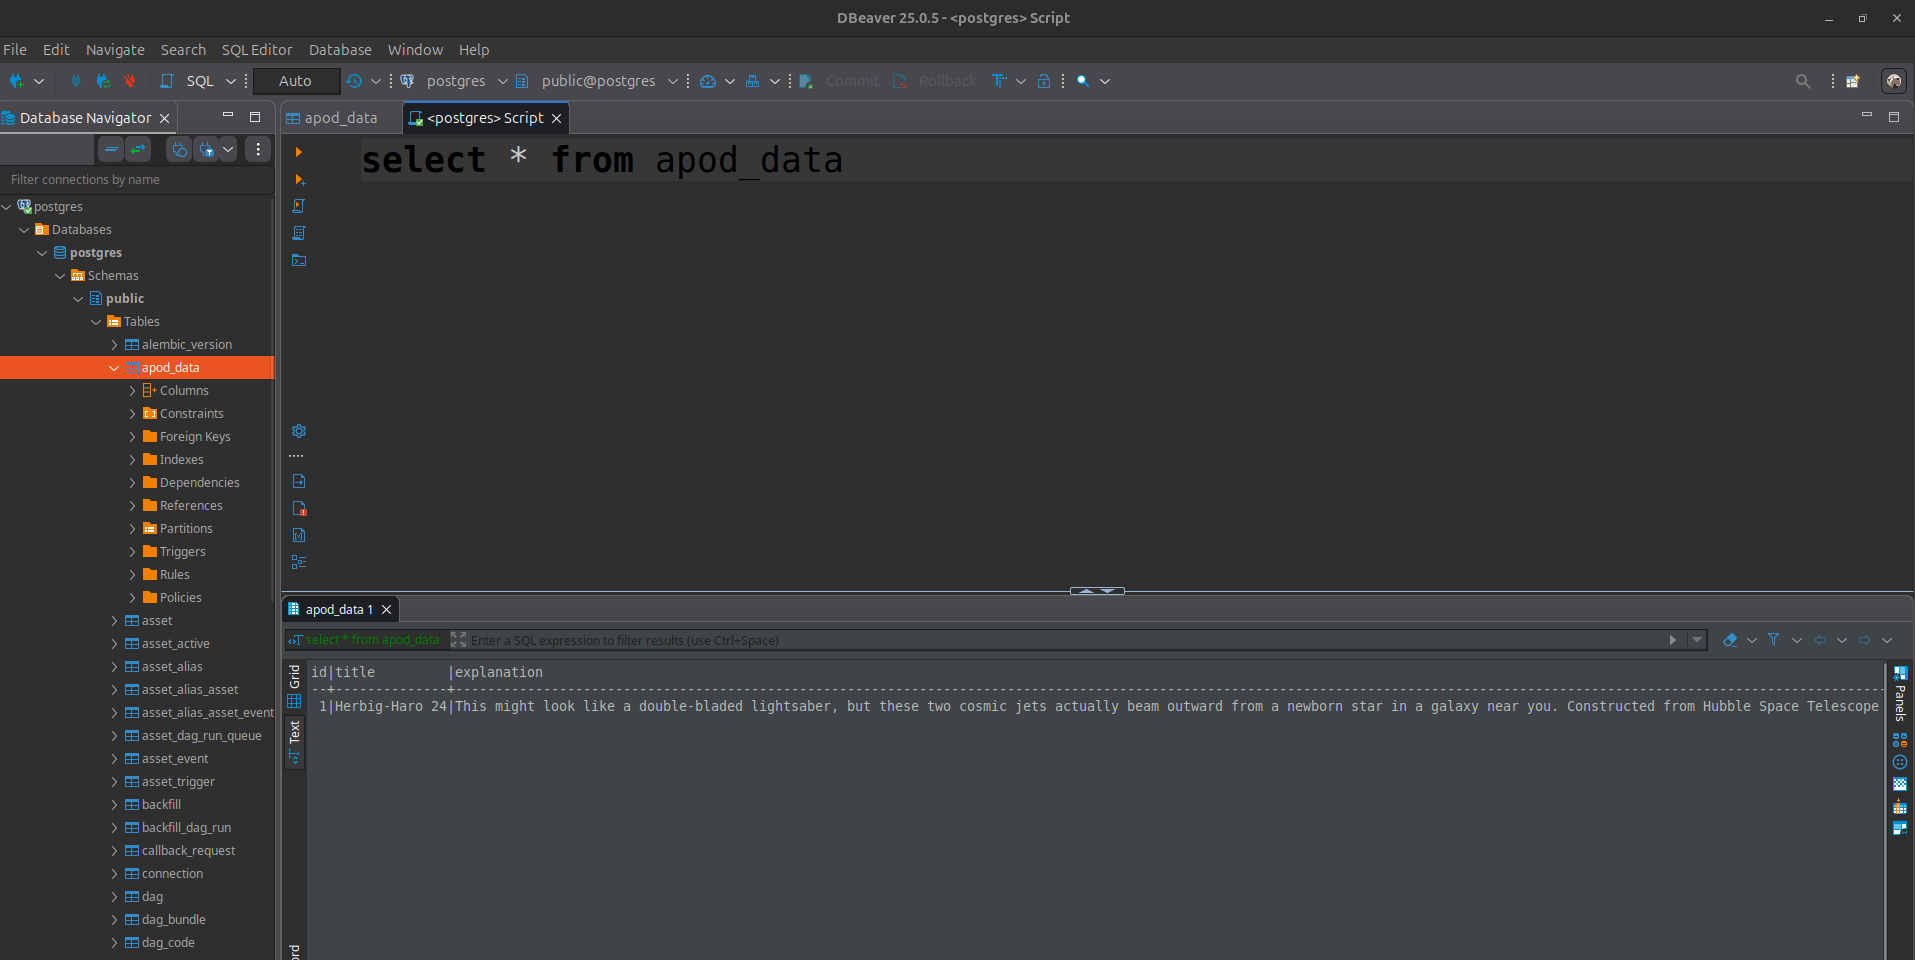 DBeaver 25.0.5 - <postgres> Script
File Edit Navigate Search SQL Editor Database Window Help
SQL Auto postgres public@postgres Commit Rollback
Database Navigator
apod_data <postgres> Script
Filter connections by name
select * from apod_data
postgres
Databases
postgres
Schemas
public
Tables
alembic_version
apod_data
Columns
Constraints
Foreign Keys
Indexes
Dependencies
References
Partitions
Triggers
Rules
Policies
asset
asset_active
asset_alias
asset_alias_asset
asset_alias_asset_event
asset_dag_run_queue
asset_event
asset_trigger
backfill
backfill_dag_run
callback_request
connection
dag
dag_bundle
dag_code
apod_data 1
select * from apod_data Enter a SQL expression to filter results (use Ctrl+Space)
Grid
Text
id|title |explanation
1|Herbig-Haro 24|This might look like a double-bladed lightsaber, but these two cosmic jets actually beam outward from a newborn star in a galaxy near you. Constructed from Hubble Space Telescope
Panels